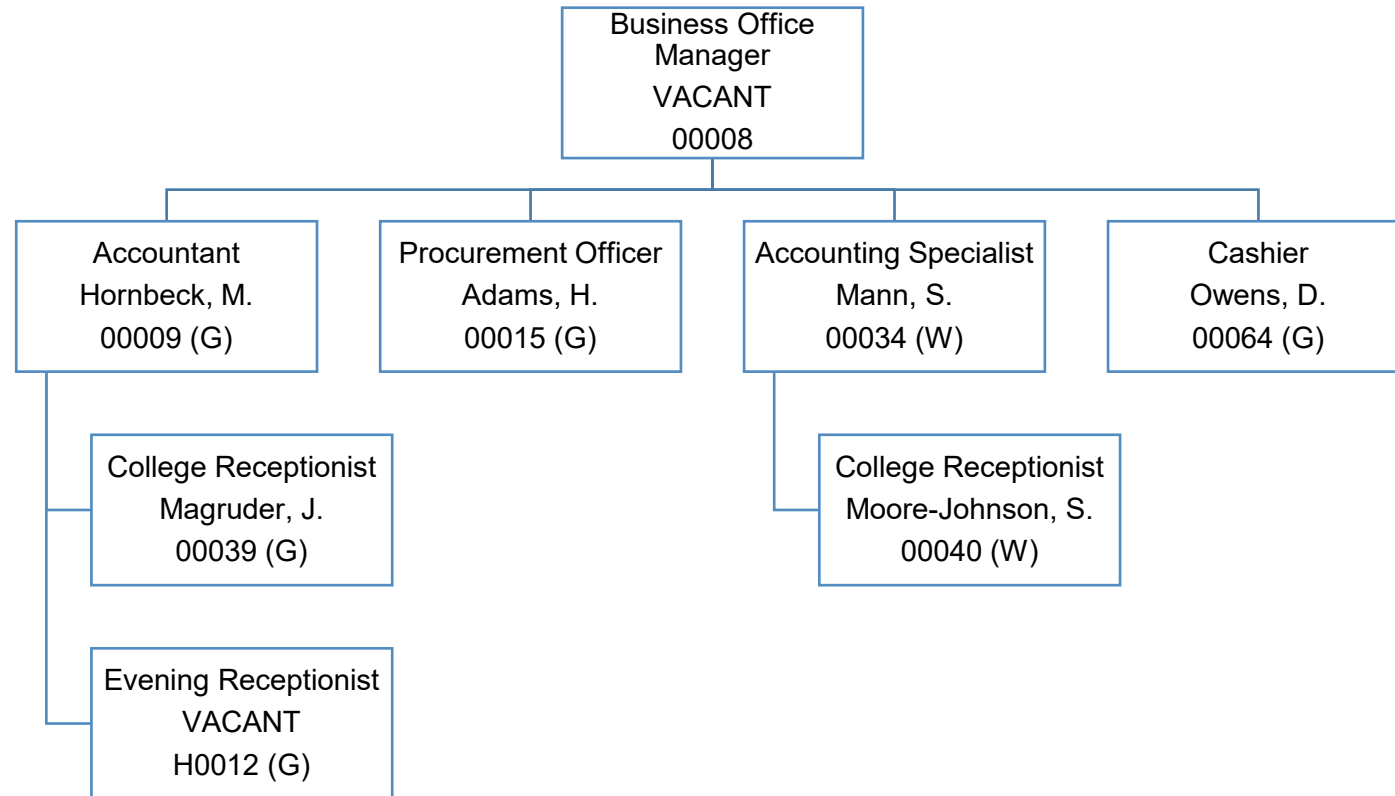 Business Office
Manager
VACANT
00008
Accountant
Hornbeck, M.
00009 (G)
Procurement Officer
Adams, H.
00015 (G)
Accounting Specialist
Mann, S.
00034 (W)
Cashier
Owens, D.
00064 (G)
College Receptionist
Magruder, J.
00039 (G)
College Receptionist
Moore-Johnson, S.
00040 (W)
Evening Receptionist
VACANT
H0012 (G)